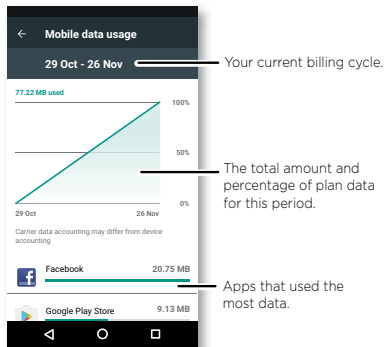 Mobile data usage
29 Oct - 26 Nov
Your current billing cycle.
77.22 MB used
100%
50%
The total amount and
percentage of plan data
for this period.
0%
29 Oct
26 Nov
Carrier data accounting may differ from device
accounting
Facebook
20.75 MB
Apps that used the
most data.
Google Play Store
9.13 MB